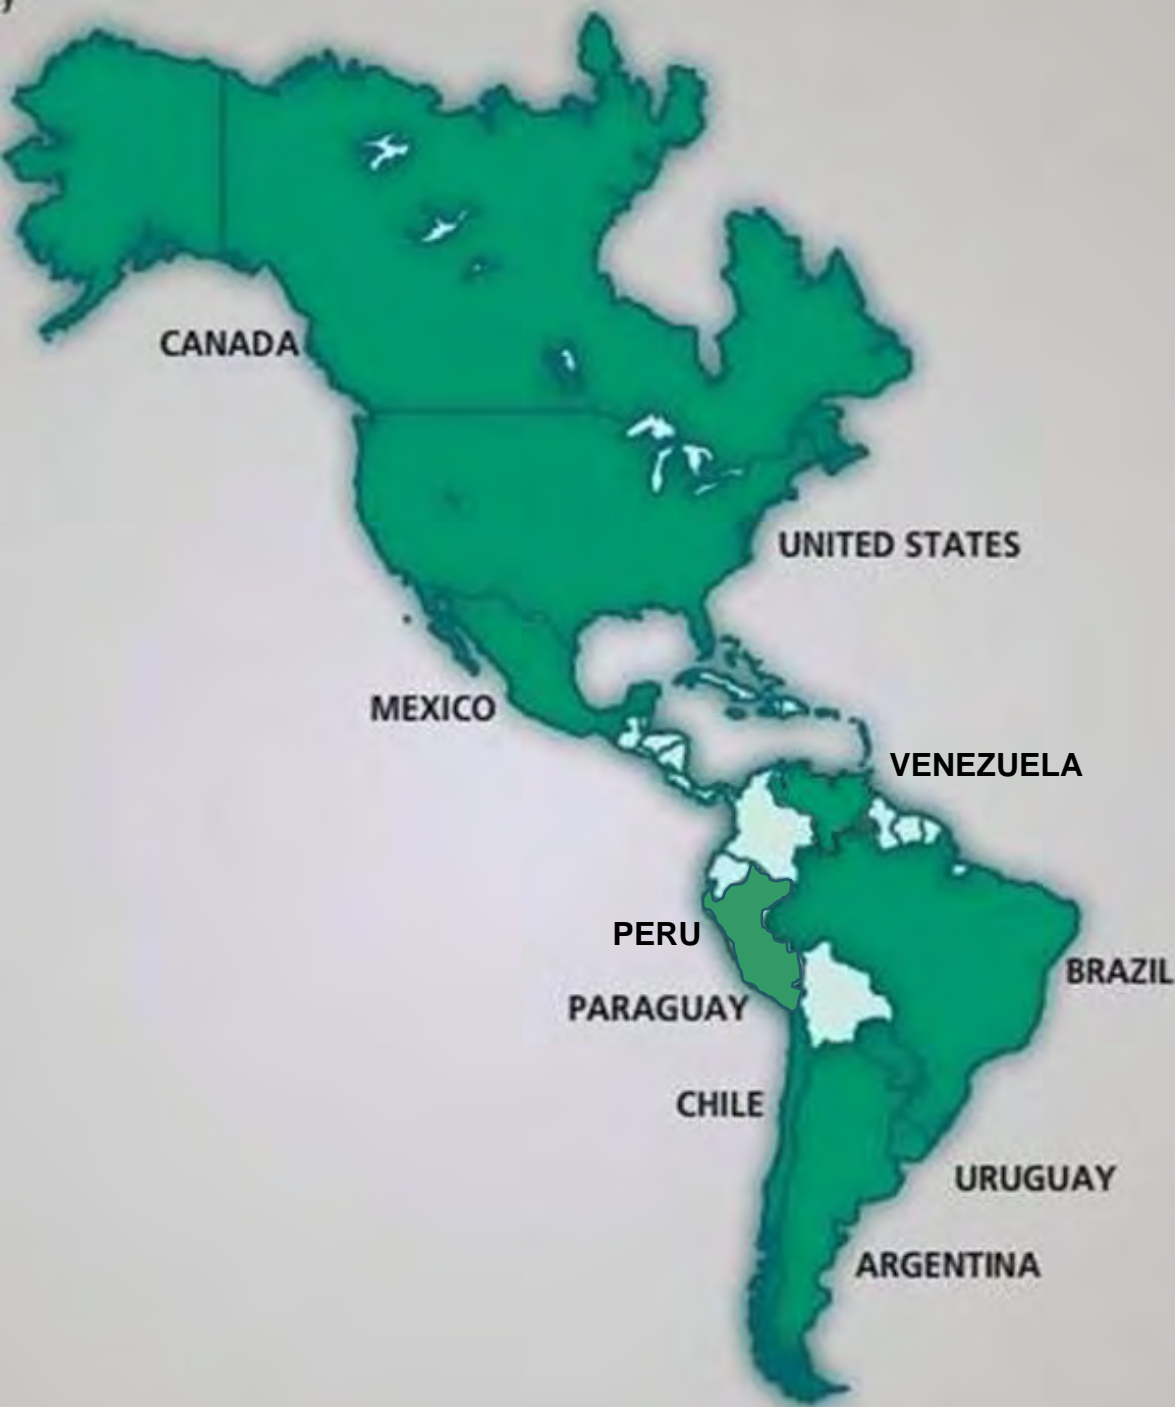 CANADA
UNITED STATES
MEXICO
VENEZUELA
PERU
BRAZIL
PARAGUAY
CHILE
URUGUAY
ARGENTINA